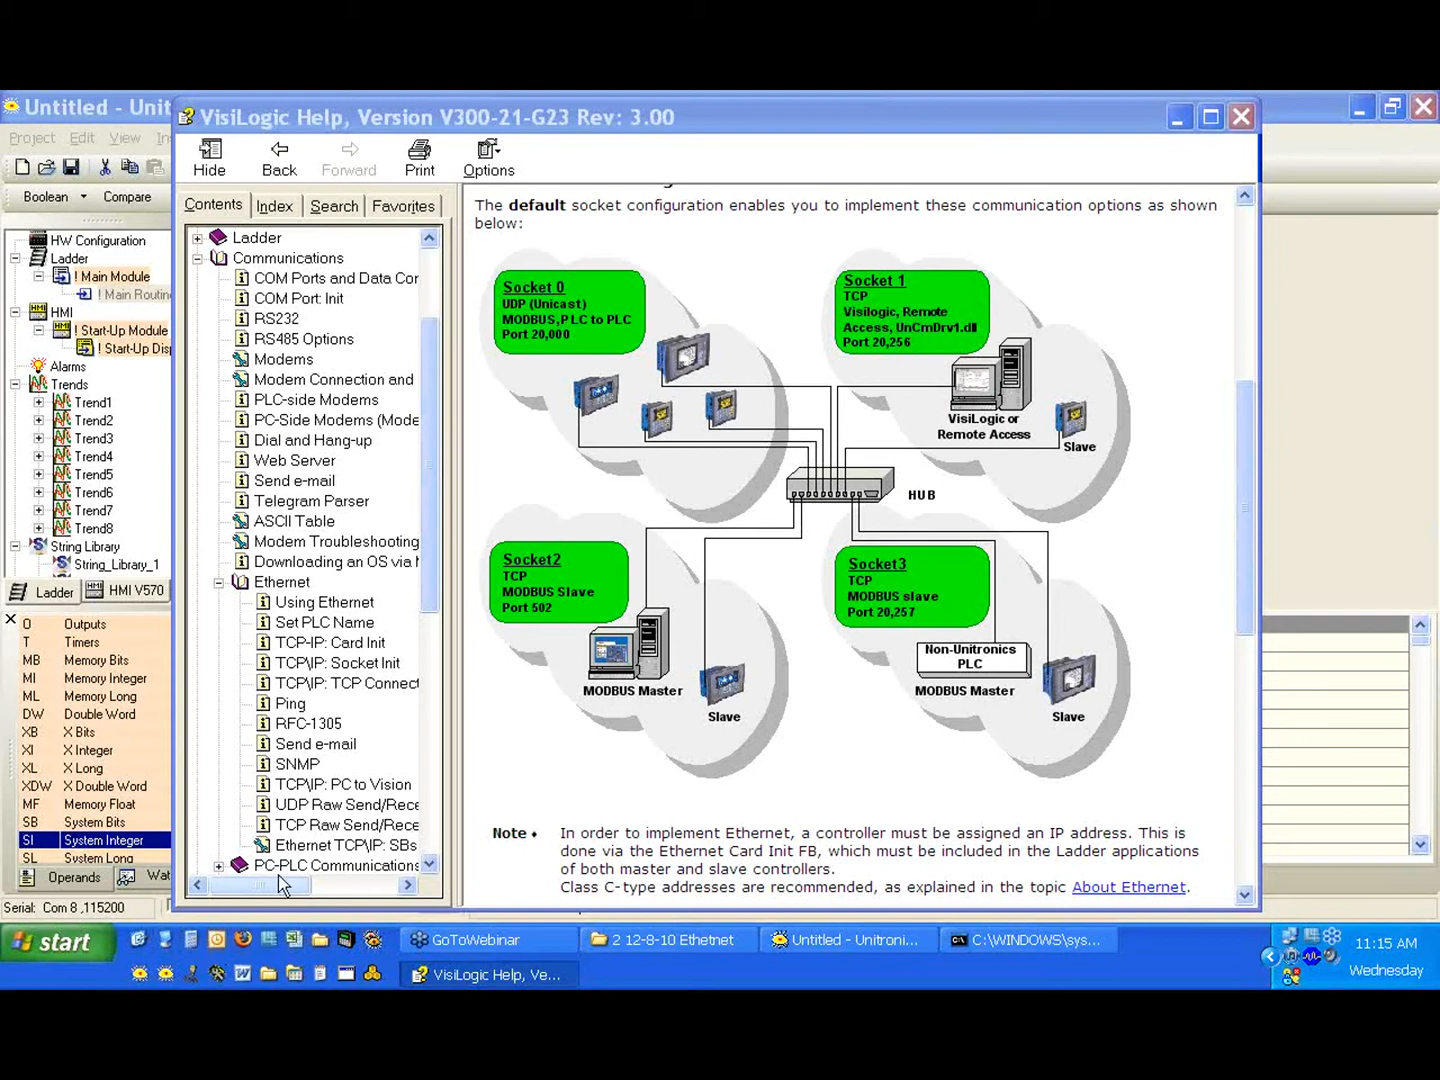 Untitled - Unit
VisiLogic Help, Version V300-21-G23 Rev: 3.00
Project Edit View In
Hide
Back
Forward
Print
Options
Boolean
Compare
Contents
Index
Search
Favorites
HW Configuration
Ladder
! Main Module
! Main Routin
HMI
! Start-Up Module
! Start-Up Disp
Alarms
Trends
Trend1
Trend2
Trend3
Trend4
Trend5
Trend6
Trend7
Trend8
String Library
String_Library_1
Ladder
HMI V570
O Outputs
T Timers
MB Memory Bits
MI Memory Integer
ML Memory Long
DW Double Word
XB X Bits
XI X Integer
XL X Long
XDW X Double Word
MF Memory Float
SB System Bits
SI System Integer
SL System Long
Operands
Wat
Serial: Com 8 ,115200
Ladder
Communications
COM Ports and Data Cor
COM Port: Init
RS232
RS485 Options
Modems
Modem Connection and
PLC-side Modems
PC-Side Modems (Mode
Dial and Hang-up
Web Server
Send e-mail
Telegram Parser
ASCII Table
Modem Troubleshooting
Downloading an OS via
Ethernet
Using Ethernet
Set PLC Name
TCP-IP: Card Init
TCP\IP: Socket Init
TCP\IP: TCP Connect
Ping
RFC-1305
Send e-mail
SNMP
TCP\IP: PC to Vision
UDP Raw Send/Rece
TCP Raw Send/Rece
Ethernet TCP\IP: SBs
PC-PLC Communications
The default socket configuration enables you to implement these communication options as shown
below:
Socket 0
UDP (Unicast)
MODBUS, PLC to PLC
Port 20,000
Socket 1
TCP
Visilogic, Remote
Access, UnCmDrv1.dll
Port 20,256
VisiLogic or
Remote Access
Slave
HUB
Socket2
TCP
MODBUS Slave
Port 502
MODBUS Master
Slave
Socket3
TCP
MODBUS slave
Port 20,257
Non-Unitronics
PLC
MODBUS Master
Slave
Note • In order to implement Ethernet, a controller must be assigned an IP address. This is
done via the Ethernet Card Init FB, which must be included in the Ladder applications
of both master and slave controllers.
Class C-type addresses are recommended, as explained in the topic About Ethernet.
start
GoToWebinar
2 12-8-10 Ethetnet
Untitled - Unitroni...
C:\WINDOWS\sys...
VisiLogic Help, Ve...
11:15 AM
Wednesday